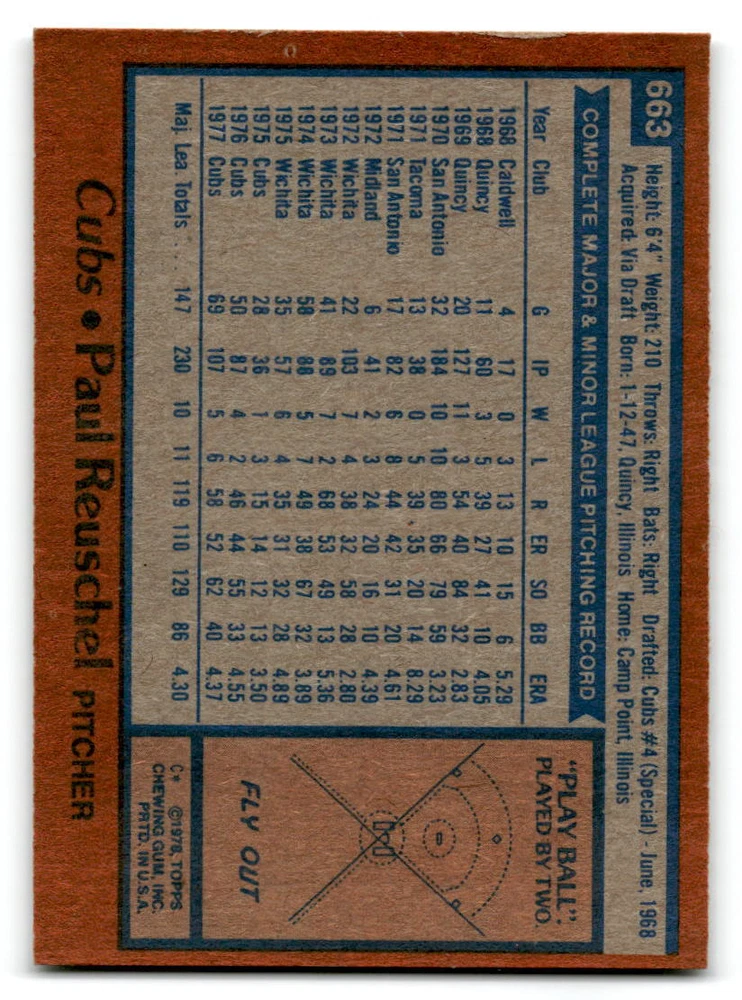 663
Height: 6'4" Weight: 210 Throws: Right Bats: Right Drafted: Cubs #4 (Special) - June, 1968
Acquired: Via Draft Born: 1-12-47, Quincy, Illinois Home: Camp Point, Illinois
COMPLETE MAJOR & MINOR LEAGUE PITCHING RECORD
Year Club G IP W L R ER SO BB ERA
1968 Caldwell 4 17 0 3 13 10 15 6 5.29
1968 Quincy 11 60 3 5 39 27 41 10 4.05
1969 Quincy 20 127 11 3 54 40 84 32 2.83
1970 San Antonio 32 184 10 10 80 66 79 59 3.23
1971 Tacoma 13 38 0 5 39 35 20 14 8.29
1971 San Antonio 17 82 6 8 44 42 31 20 4.61
1972 Midland 6 41 2 3 24 20 16 10 4.39
1972 Wichita 22 103 7 4 38 32 58 28 2.80
1973 Wichita 41 89 7 2 68 53 49 13 5.36
1974 Wichita 58 88 5 7 49 38 67 32 3.89
1975 Wichita 35 57 6 4 35 31 32 28 4.89
1975 Cubs 28 36 1 3 15 14 12 13 3.50
1976 Cubs 50 87 4 2 46 44 55 33 4.55
1977 Cubs 69 107 5 6 58 52 62 40 4.37
Maj. Lea. Totals ... 147 230 10 11 119 110 129 86 4.30
"PLAY BALL".
PLAYED BY TWO.
FLY OUT
C* ©1978, TOPPS
CHEWING GUM, INC.
PRTD. IN U.S.A.
Cubs • Paul Reuschel PITCHER